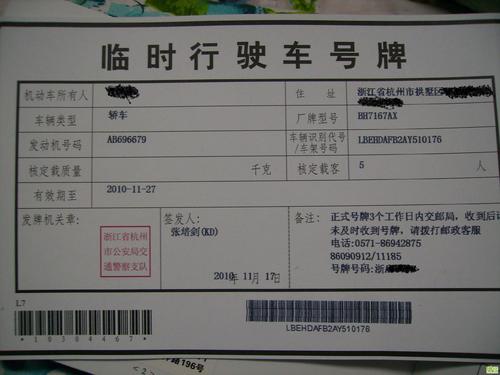 临时行驶车号牌
机动车所有人
住 址 浙江省杭州市拱墅区
车辆类型 轿车 厂牌型号 BH7167AX
发动机号码 AB696679 车辆识别代号/车架号码 LBEHDAFB2AY510176
核定载质量 千克 核定载客 5 人
有效期至 2010-11-27
发牌机关章: 签发人: 备注: 正式号牌3个工作日内交邮局,收到后请
浙江省杭州 张培剑(KD) 未及时收到号牌,请拨打邮政客服
市公安局交 电话:0571-86942875
通警察支队 86090912/11185
2010年 11月 17日 号牌号码:浙
L7
*10304467*
LBEHDAFB2AY510176
路196号
<2>